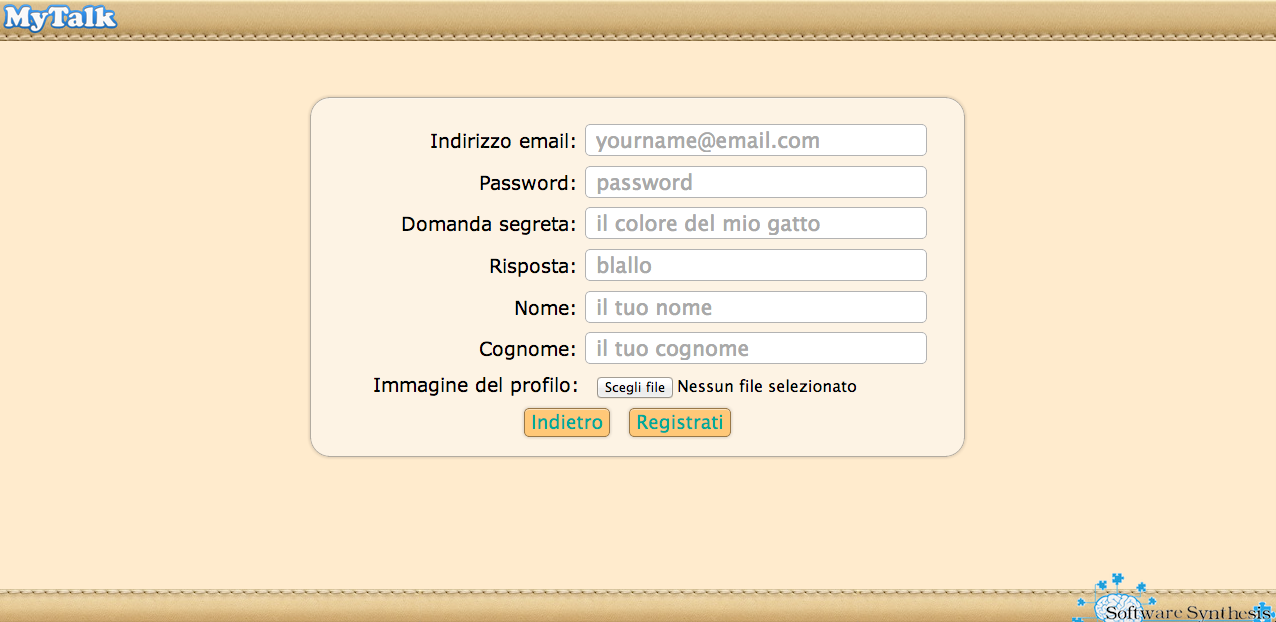 MyTalk
Indirizzo email: yourname@email.com
Password: password
Domanda segreta: il colore del mio gatto
Risposta: blallo
Nome: il tuo nome
Cognome: il tuo cognome
Immagine del profilo: Scegli file Nessun file selezionato
Indietro Registrati
Software Synthesis